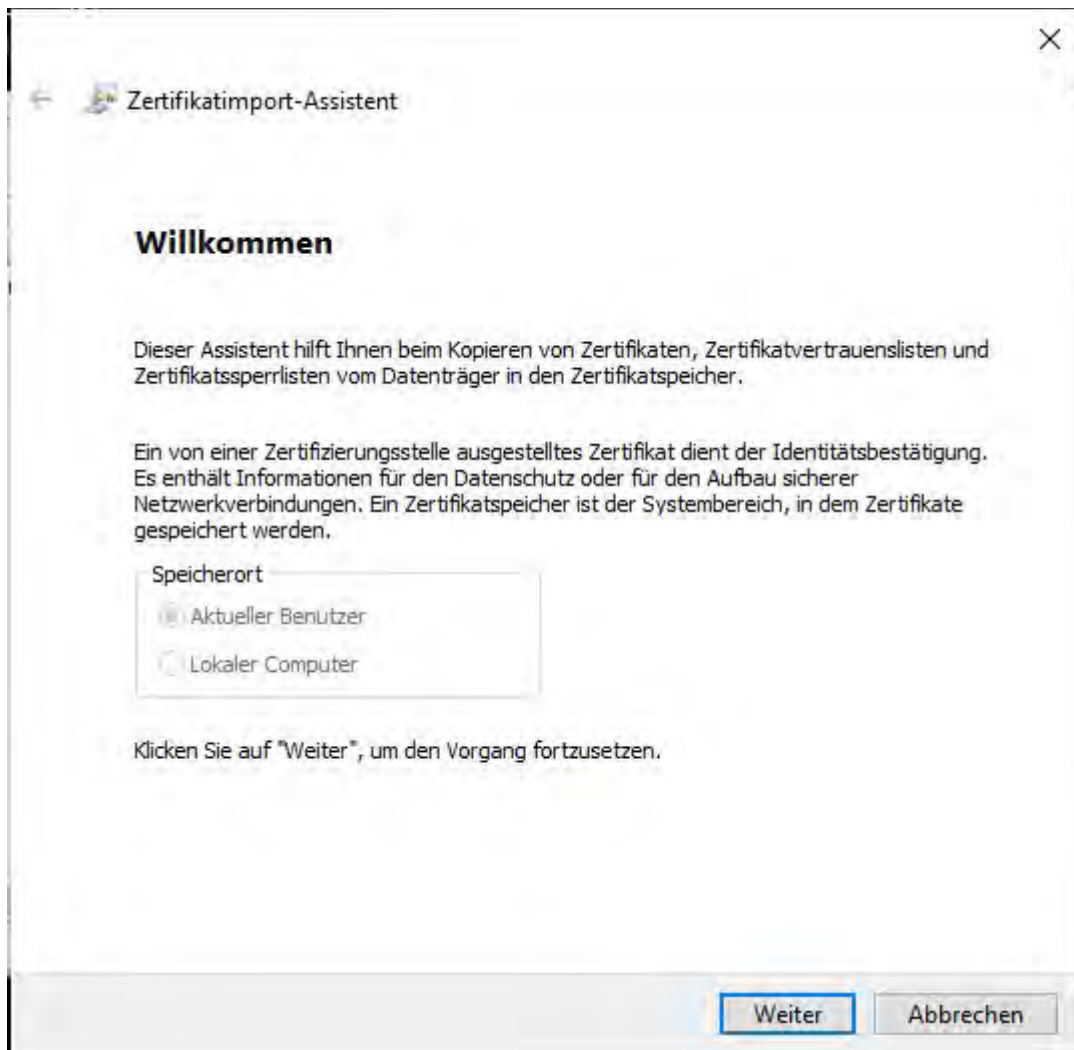 Zertifikatimport-Assistent
Willkommen
Dieser Assistent hilft Ihnen beim Kopieren von Zertifikaten, Zertifikatvertrauenslisten und
Zertifikatssperrlisten vom Datenträger in den Zertifikatspeicher.
Ein von einer Zertifizierungsstelle ausgestelltes Zertifikat dient der Identitätsbestätigung.
Es enthält Informationen für den Datenschutz oder für den Aufbau sicherer
Netzwerkverbindungen. Ein Zertifikatspeicher ist der Systembereich, in dem Zertifikate
gespeichert werden.
Speicherort
Aktueller Benutzer
Lokaler Computer
Klicken Sie auf "Weiter", um den Vorgang fortzusetzen.
Weiter Abbrechen